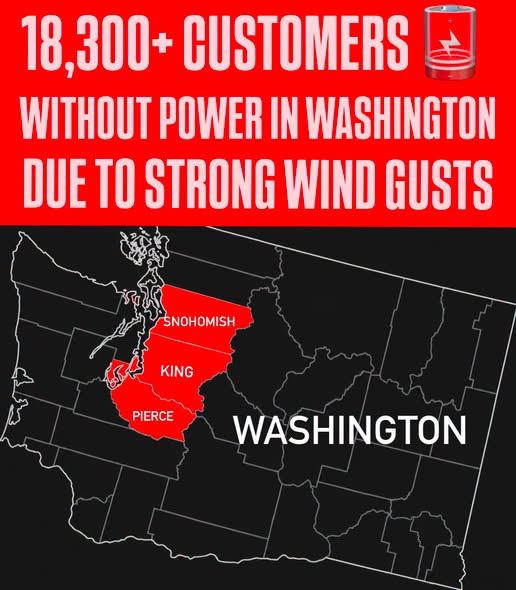 18,300+ CUSTOMERS
WITHOUT POWER IN WASHINGTON
DUE TO STRONG WIND GUSTS
SNOHOMISH
KING
PIERCE
WASHINGTON